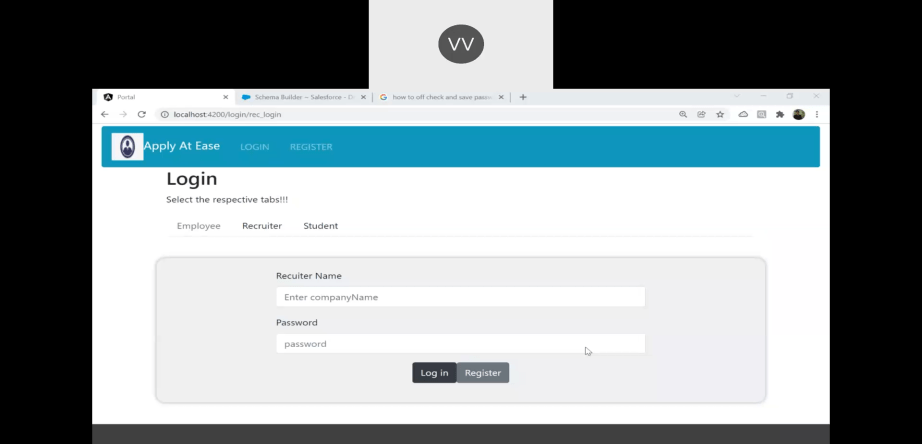 VV
Portal
Schema Builder ~ Salesforce - D
how to off check and save passw
localhost:4200/login/rec_login
Apply At Ease LOGIN REGISTER
Login
Select the respective tabs!!!
Employee Recruiter Student
Recuiter Name
Enter companyName
Password
password
Log in Register